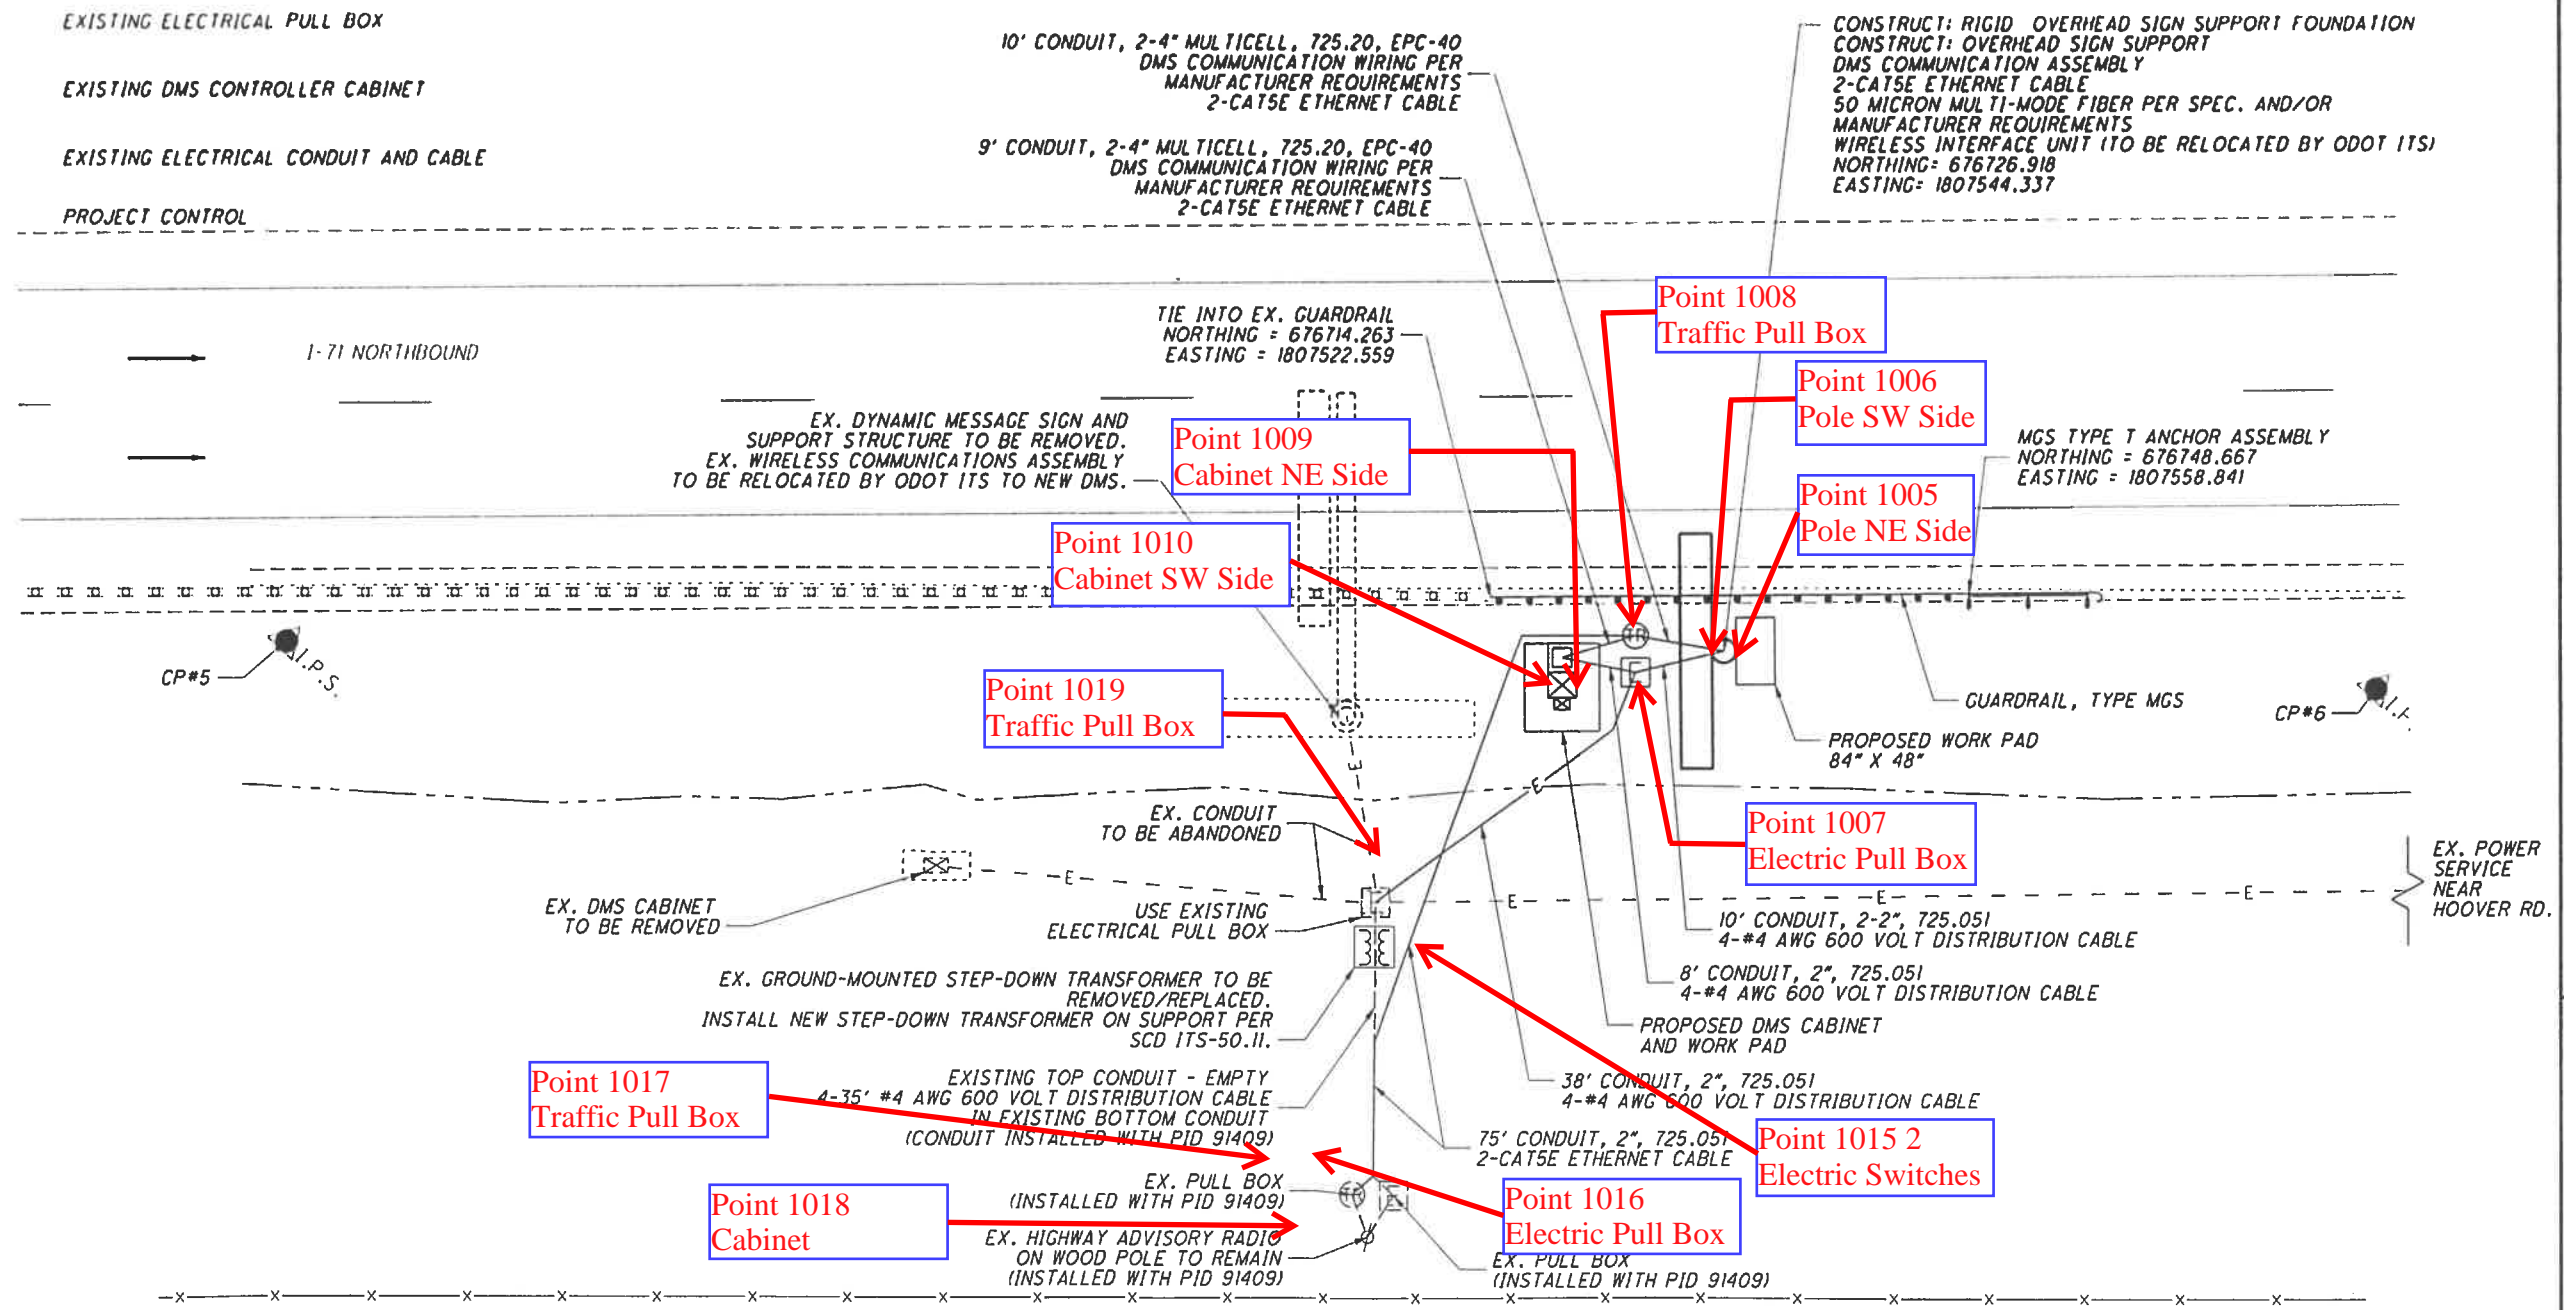 EXISTING ELECTRICAL PULL BOX
EXISTING DMS CONTROLLER CABINET
EXISTING ELECTRICAL CONDUIT AND CABLE
PROJECT CONTROL
10' CONDUIT, 2-4" MULTICELL, 725.20, EPC-40
DMS COMMUNICATION WIRING PER
MANUFACTURER REQUIREMENTS
2-CAT5E ETHERNET CABLE
9' CONDUIT, 2-4" MULTICELL, 725.20, EPC-40
DMS COMMUNICATION WIRING PER
MANUFACTURER REQUIREMENTS
2-CAT5E ETHERNET CABLE
CONSTRUCT: RIGID OVERHEAD SIGN SUPPORT FOUNDATION
CONSTRUCT: OVERHEAD SIGN SUPPORT
DMS COMMUNICATION ASSEMBLY
2-CAT5E ETHERNET CABLE
50 MICRON MULTI-MODE FIBER PER SPEC. AND/OR
MANUFACTURER REQUIREMENTS
WIRELESS INTERFACE UNIT (TO BE RELOCATED BY ODOT ITS)
NORTHING= 676726.918
EASTING= 1807544.337
I-71 NORTHBOUND
TIE INTO EX. GUARDRAIL
NORTHING = 676714.263
EASTING = 1807522.559
Point 1008
Traffic Pull Box
Point 1006
Pole SW Side
EX. DYNAMIC MESSAGE SIGN AND
SUPPORT STRUCTURE TO BE REMOVED.
EX. WIRELESS COMMUNICATIONS ASSEMBLY
TO BE RELOCATED BY ODOT ITS TO NEW DMS.
Point 1009
Cabinet NE Side
MGS TYPE T ANCHOR ASSEMBLY
NORTHING = 676748.667
EASTING = 1807558.841
Point 1005
Pole NE Side
Point 1010
Cabinet SW Side
TR
E
CP#5
I.P.S.
Point 1019
Traffic Pull Box
GUARDRAIL, TYPE MGS
CP#6
PROPOSED WORK PAD
84" X 48"
E
E
EX. CONDUIT
TO BE ABANDONED
Point 1007
Electric Pull Box
EX. POWER
SERVICE
NEAR
HOOVER RD.
E
E
E
E
EX. DMS CABINET
TO BE REMOVED
USE EXISTING
ELECTRICAL PULL BOX
10' CONDUIT, 2-2", 725.051
4-#4 AWG 600 VOLT DISTRIBUTION CABLE
EX. GROUND-MOUNTED STEP-DOWN TRANSFORMER TO BE
REMOVED/REPLACED.
INSTALL NEW STEP-DOWN TRANSFORMER ON SUPPORT PER
SCD ITS-50.11.
8' CONDUIT, 2", 725.051
4-#4 AWG 600 VOLT DISTRIBUTION CABLE
PROPOSED DMS CABINET
AND WORK PAD
Point 1017
Traffic Pull Box
EXISTING TOP CONDUIT - EMPTY
4-35' #4 AWG 600 VOLT DISTRIBUTION CABLE
IN EXISTING BOTTOM CONDUIT
(CONDUIT INSTALLED WITH PID 91409)
38' CONDUIT, 2", 725.051
4-#4 AWG 600 VOLT DISTRIBUTION CABLE
75' CONDUIT, 2", 725.051
2-CAT5E ETHERNET CABLE
Point 1015 2
Electric Switches
Point 1018
Cabinet
EX. PULL BOX
(INSTALLED WITH PID 91409)
TR
E
Point 1016
Electric Pull Box
EX. HIGHWAY ADVISORY RADIO
ON WOOD POLE TO REMAIN
(INSTALLED WITH PID 91409)
EX. PULL BOX
(INSTALLED WITH PID 91409)